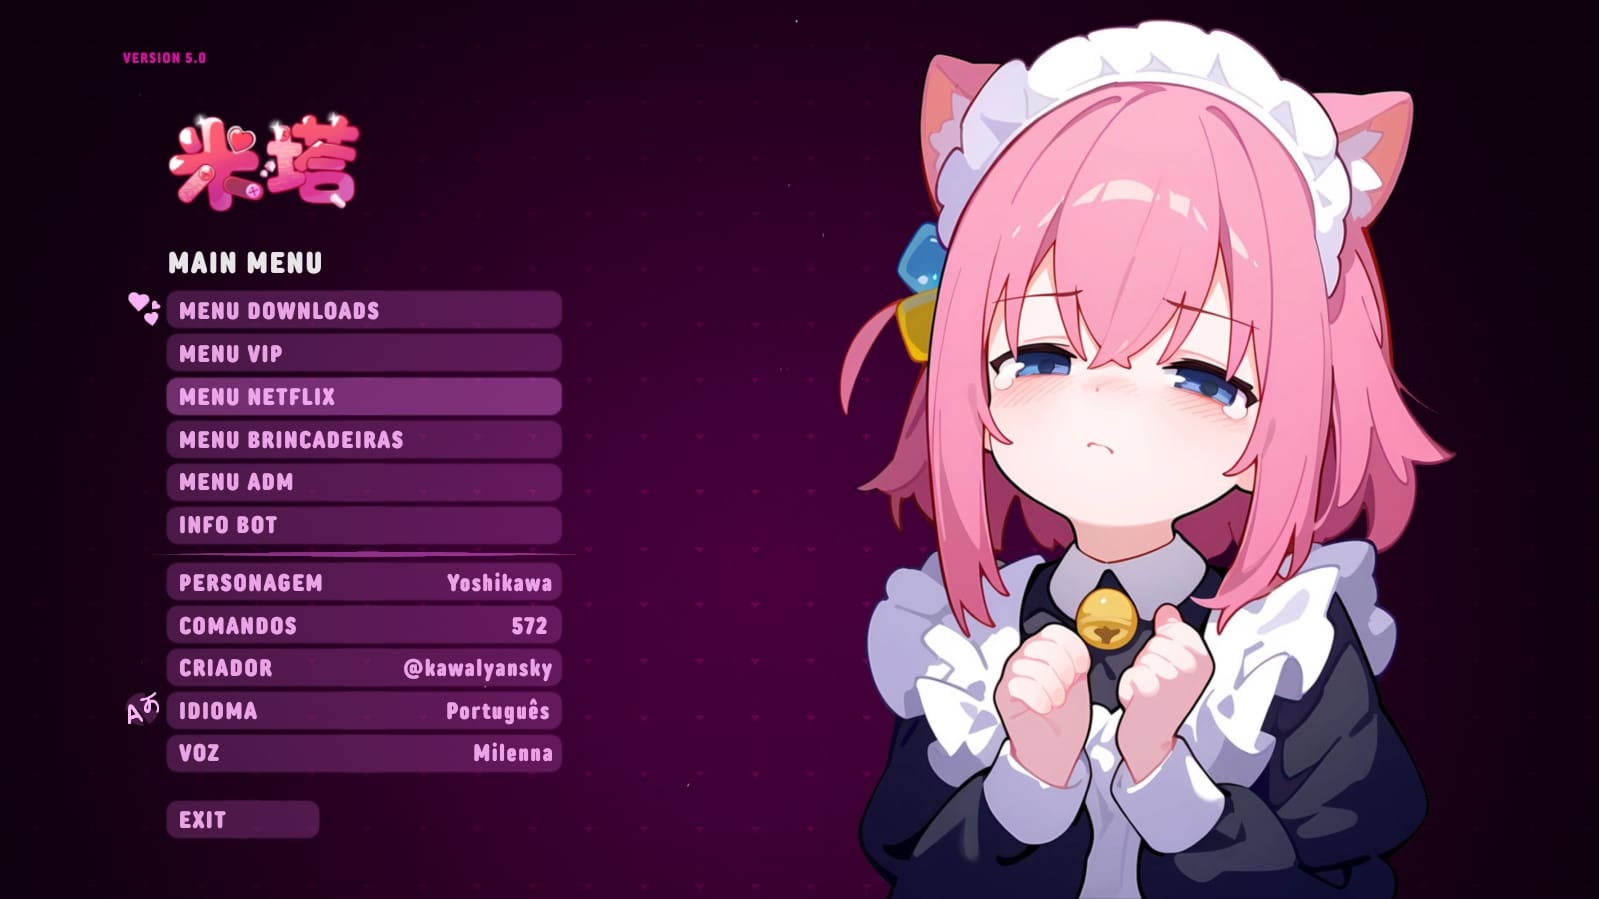 VERSION 5.0
米塔
MAIN MENU
MENU DOWNLOADS
MENU VIP
MENU NETFLIX
MENU BRINCADEIRAS
MENU ADM
INFO BOT
PERSONAGEM Yoshikawa
COMANDOS 572
CRIADOR @kawalyansky
IDIOMA Português
VOZ Milenna
EXIT